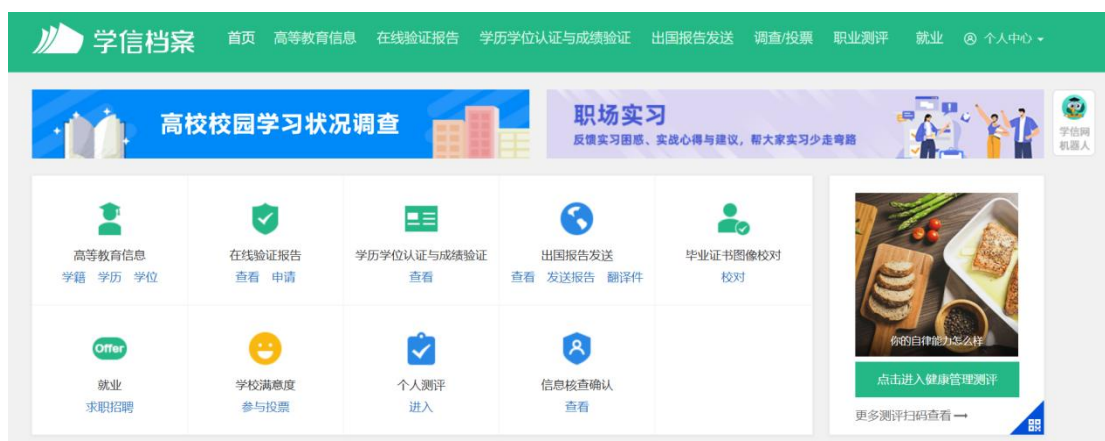 学信档案 首页 高等教育信息 在线验证报告 学历学位认证与成绩验证 出国报告发送 调查/投票 职业测评 就业 个人中心
高校校园学习状况调查
职场实习
反馈实习困惑、实战心得与建议，帮大家实习少走弯路
学信网
机器人
高等教育信息 在线验证报告 学历学位认证与成绩验证 出国报告发送 毕业证书图像校对
学籍 学历 学位 查看 申请 查看 查看 发送报告 翻译件 校对
Offer
就业 学校满意度 个人测评 信息核查确认
求职招聘 参与投票 进入 查看
你的自律能力怎么样
点击进入健康管理测评
更多测评扫码查看